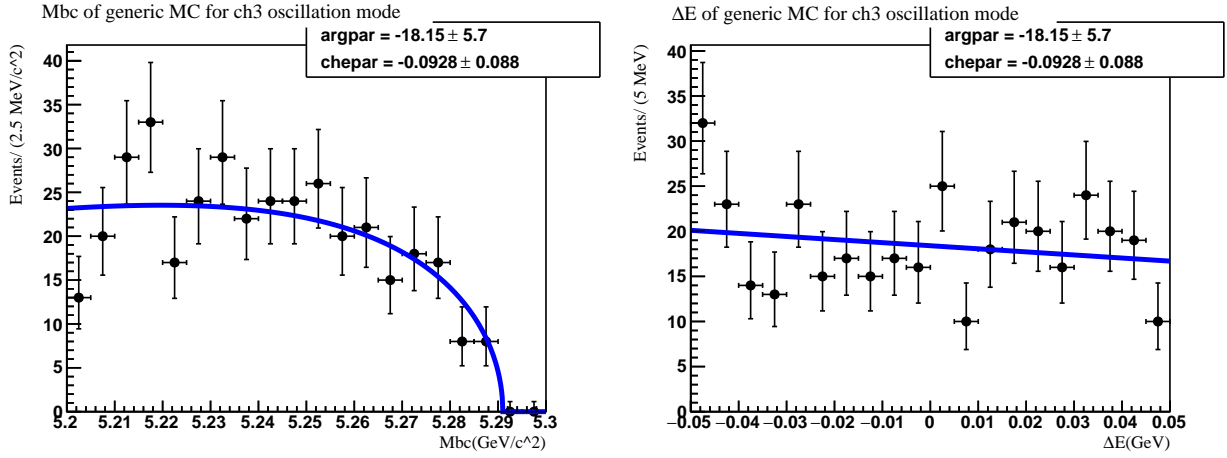 Mbc of generic MC for ch3 oscillation mode
argpar = -18.15 ± 5.7
chepar = -0.0928 ± 0.088
Events/ (2.5 MeV/c^2)
40
35
30
25
20
15
10
5
0
5.2 5.21 5.22 5.23 5.24 5.25 5.26 5.27 5.28 5.29 5.3
Mbc(GeV/c^2)
ΔE of generic MC for ch3 oscillation mode
argpar = -18.15 ± 5.7
chepar = -0.0928 ± 0.088
Events/ (5 MeV)
40
35
30
25
20
15
10
5
0
−0.05 −0.04 −0.03 −0.02 −0.01 0 0.01 0.02 0.03 0.04 0.05
ΔE(GeV)